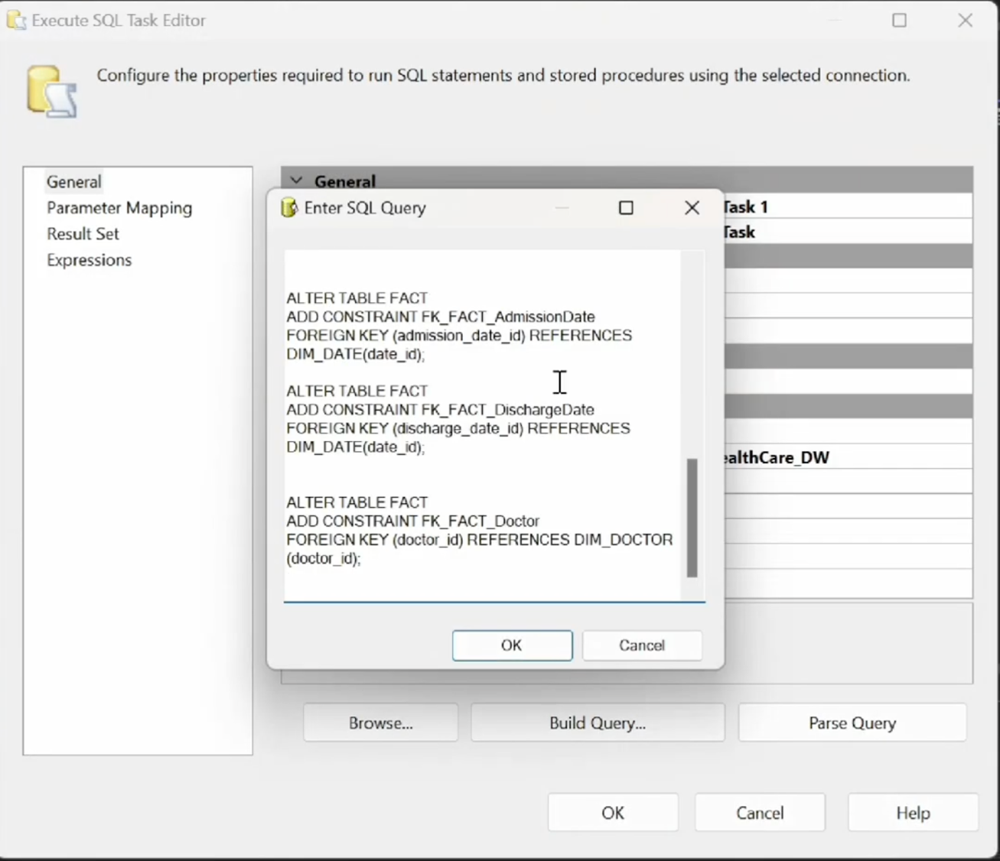 Execute SQL Task Editor
Configure the properties required to run SQL statements and stored procedures using the selected connection.
General
Parameter Mapping
Result Set
Expressions
General
Task 1
Task
HealthCare_DW
Enter SQL Query
ALTER TABLE FACT
ADD CONSTRAINT FK_FACT_AdmissionDate
FOREIGN KEY (admission_date_id) REFERENCES
DIM_DATE(date_id);
ALTER TABLE FACT
ADD CONSTRAINT FK_FACT_DischargeDate
FOREIGN KEY (discharge_date_id) REFERENCES
DIM_DATE(date_id);
ALTER TABLE FACT
ADD CONSTRAINT FK_FACT_Doctor
FOREIGN KEY (doctor_id) REFERENCES DIM_DOCTOR
(doctor_id);
OK
Cancel
Browse...
Build Query...
Parse Query
OK
Cancel
Help